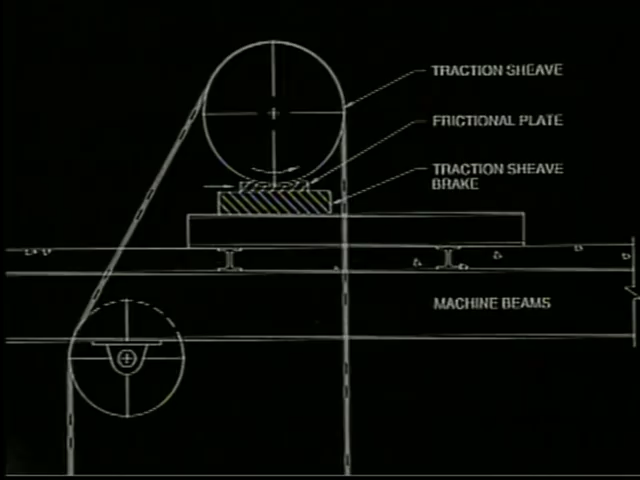 TRACTION SHEAVE
FRICTIONAL PLATE
TRACTION SHEAVE
BRAKE
MACHINE BEAMS